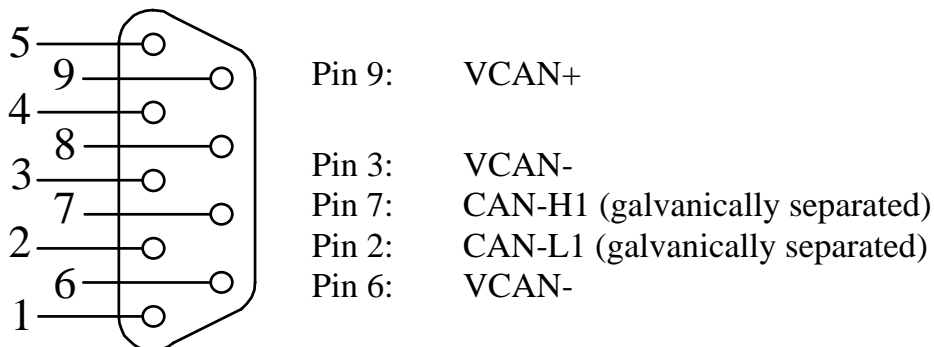 5
9
Pin 9: VCAN+
4
8
3
Pin 3: VCAN-
7
Pin 7: CAN-H1 (galvanically separated)
2
Pin 2: CAN-L1 (galvanically separated)
6
Pin 6: VCAN-
1